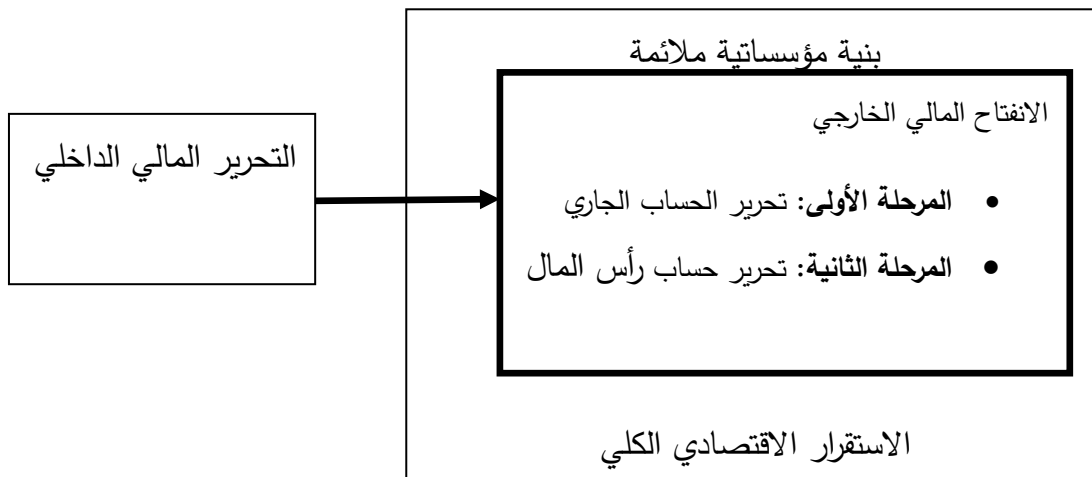 بنية مؤسساتية ملائمة
الانفتاح المالي الخارجي
التحرير المالي الداخلي
• المرحلة الأولى: تحرير الحساب الجاري
• المرحلة الثانية: تحرير حساب رأس المال
الاستقرار الاقتصادي الكلي